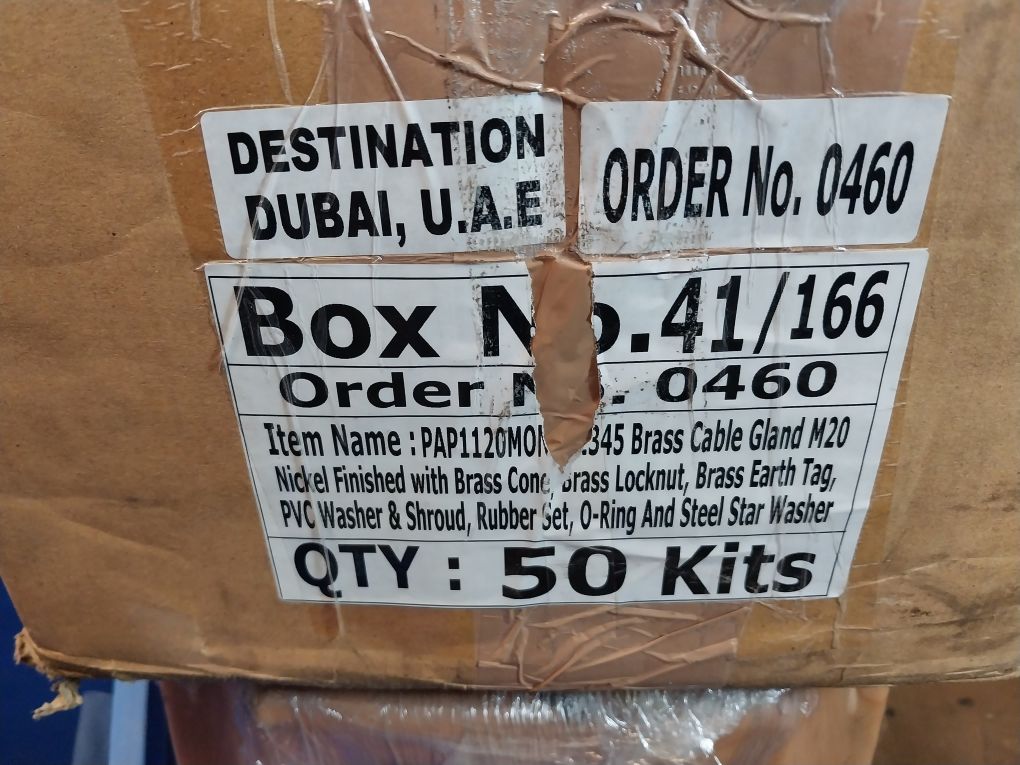 DESTINATION
DUBAI, U.A.E
ORDER No. 0460
Box No.41/166
Order No. 0460
Item Name : Brass Cable Gland M20
Nickel Finished with Brass Cone, Brass Locknut, Brass Earth Tag,
PVC Washer & Shroud, Rubber Set, O-Ring And Steel Star Washer
QTY : 50 Kits